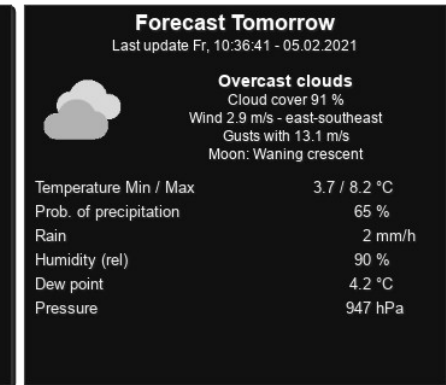 Forecast Tomorrow
Last update Fr, 10:36:41 - 05.02.2021
Overcast clouds
Cloud cover 91 %
Wind 2.9 m/s - east-southeast
Gusts with 13.1 m/s
Moon: Waning crescent
Temperature Min / Max 3.7 / 8.2 °C
Prob. of precipitation 65 %
Rain 2 mm/h
Humidity (rel) 90 %
Dew point 4.2 °C
Pressure 947 hPa